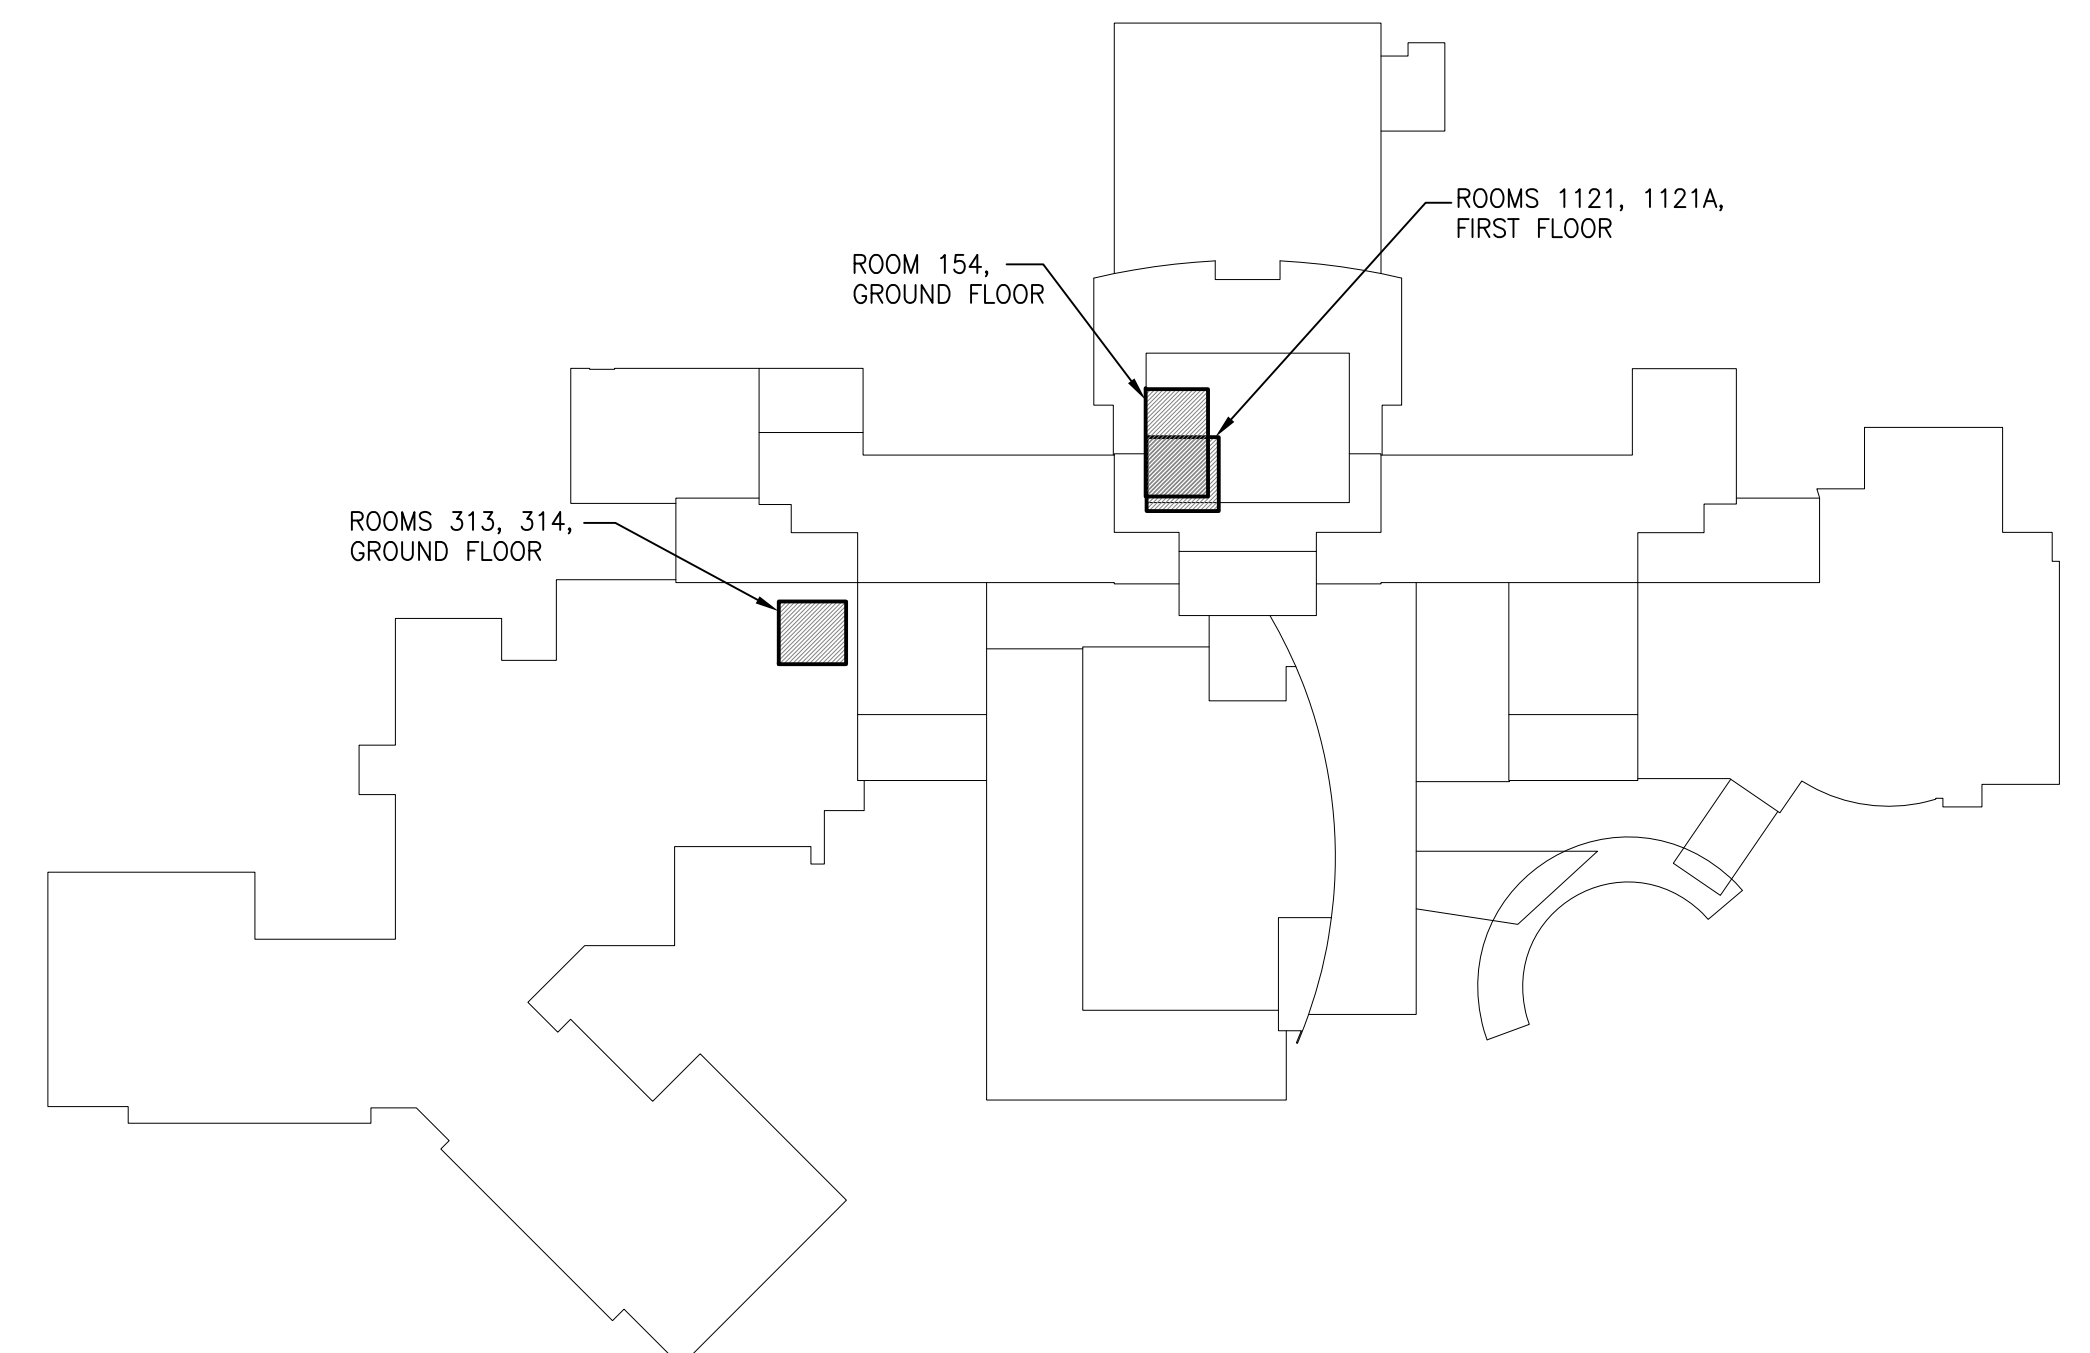 ROOMS 1121, 1121A,
FIRST FLOOR
ROOM 154,
GROUND FLOOR
ROOMS 313, 314,
GROUND FLOOR